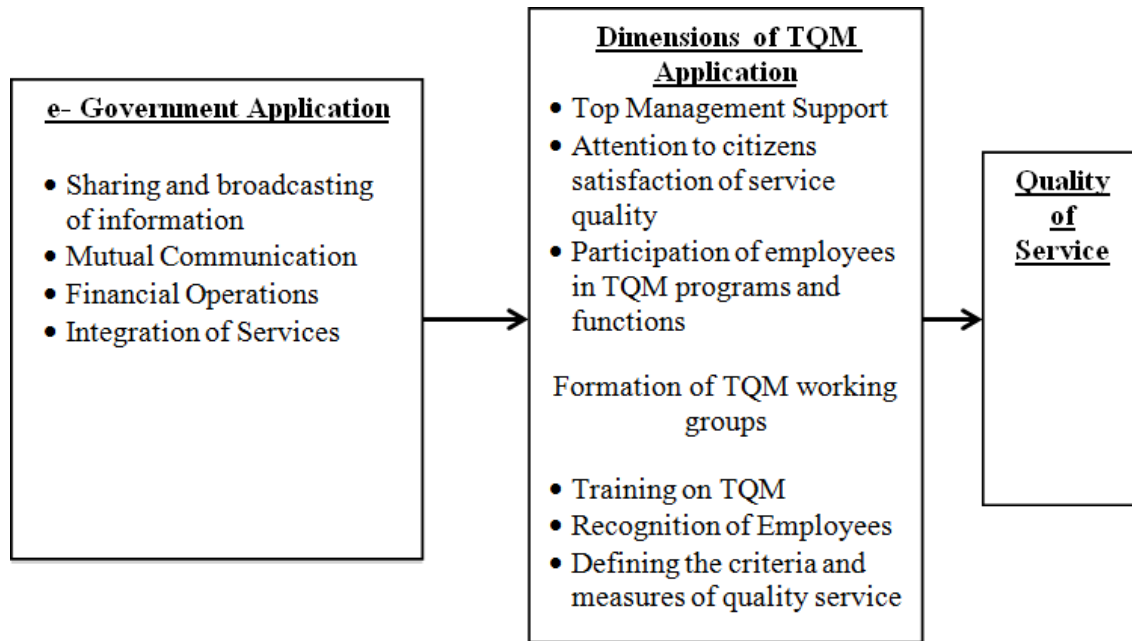 e- Government Application
• Sharing and broadcasting
of information
• Mutual Communication
• Financial Operations
• Integration of Services
Dimensions of TQM
Application
• Top Management Support
• Attention to citizens
satisfaction of service
quality
• Participation of employees
in TQM programs and
functions
Formation of TQM working
groups
• Training on TQM
• Recognition of Employees
• Defining the criteria and
measures of quality service
Quality
of
Service